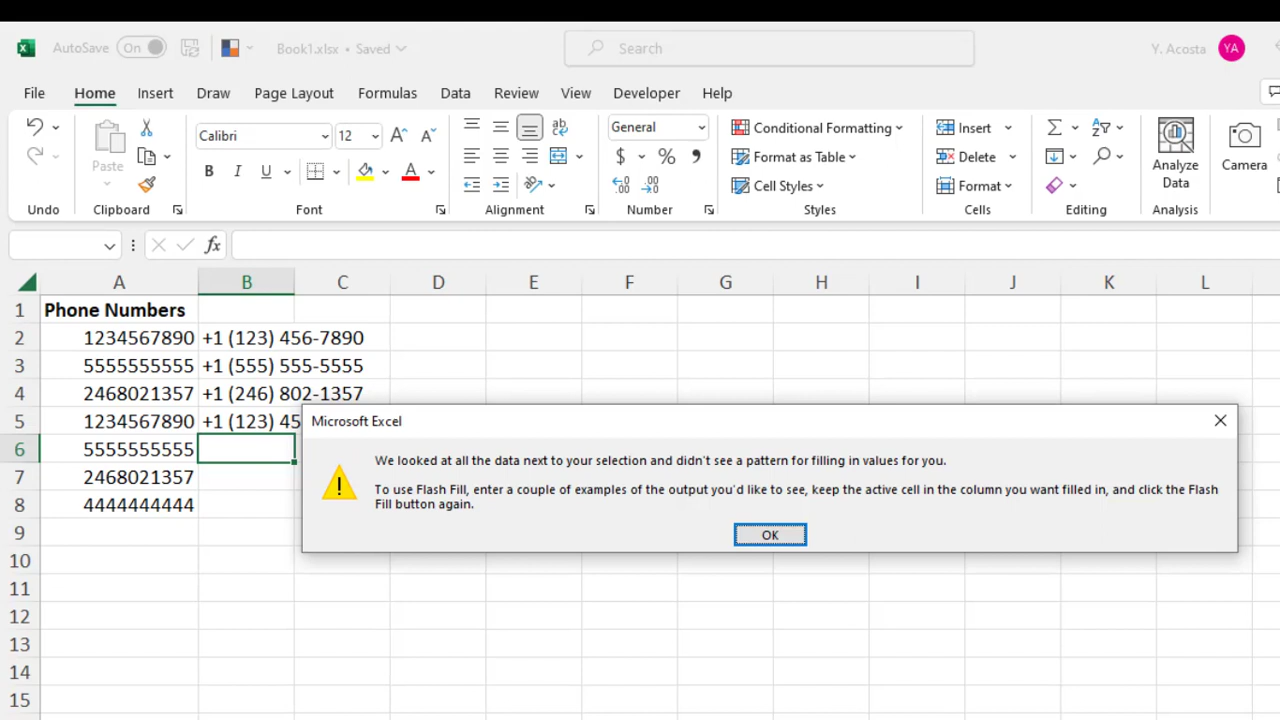 AutoSave On Book1.xlsx • Saved Search Y. Acosta YA
File Home Insert Draw Page Layout Formulas Data Review View Developer Help
Paste
Calibri 12
B I U A
ab
General
$ % 9
Conditional Formatting
Format as Table
Cell Styles
Insert
Delete
Format
Analyze
Data
Camera
Undo Clipboard Font Alignment Number Styles Cells Editing Analysis
fx
A B C D E F G H I J K L
1 Phone Numbers
2 1234567890 +1 (123) 456-7890
3 5555555555 +1 (555) 555-5555
4 2468021357 +1 (246) 802-1357
5 1234567890 +1 (123) 45
6 5555555555
7 2468021357
8 4444444444
9
10
11
12
13
14
15
Microsoft Excel
We looked at all the data next to your selection and didn't see a pattern for filling in values for you.
To use Flash Fill, enter a couple of examples of the output you'd like to see, keep the active cell in the column you want filled in, and click the Flash
Fill button again.
OK